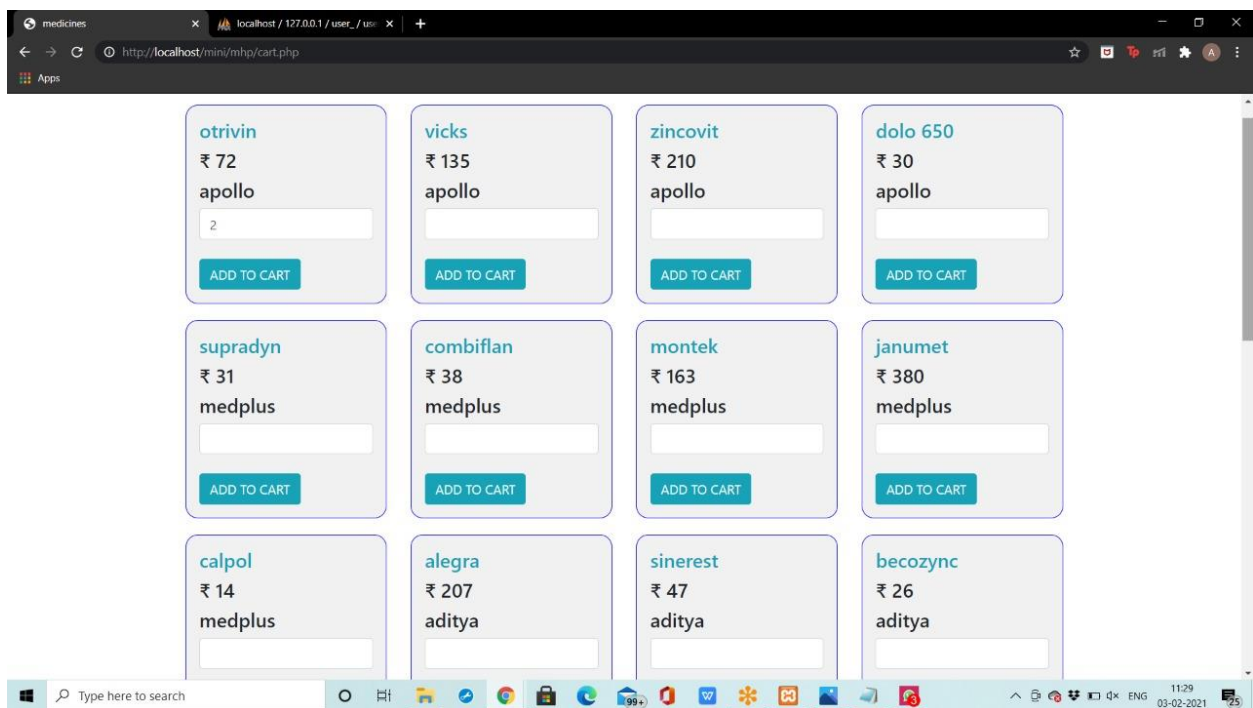 medicines
localhost / 127.0.0.1 / user_ / use
http://localhost/mini/mhp/cart.php
Tp
A
Apps
otrivin
₹ 72
apollo
2
ADD TO CART
vicks
₹ 135
apollo
ADD TO CART
zincovit
₹ 210
apollo
ADD TO CART
dolo 650
₹ 30
apollo
ADD TO CART
supradyn
₹ 31
medplus
ADD TO CART
combiflan
₹ 38
medplus
ADD TO CART
montek
₹ 163
medplus
ADD TO CART
janumet
₹ 380
medplus
ADD TO CART
calpol
₹ 14
medplus
alegra
₹ 207
aditya
sinerest
₹ 47
aditya
becozync
₹ 26
aditya
Type here to search
99+
W
3
ENG
11:29
03-02-2021
25